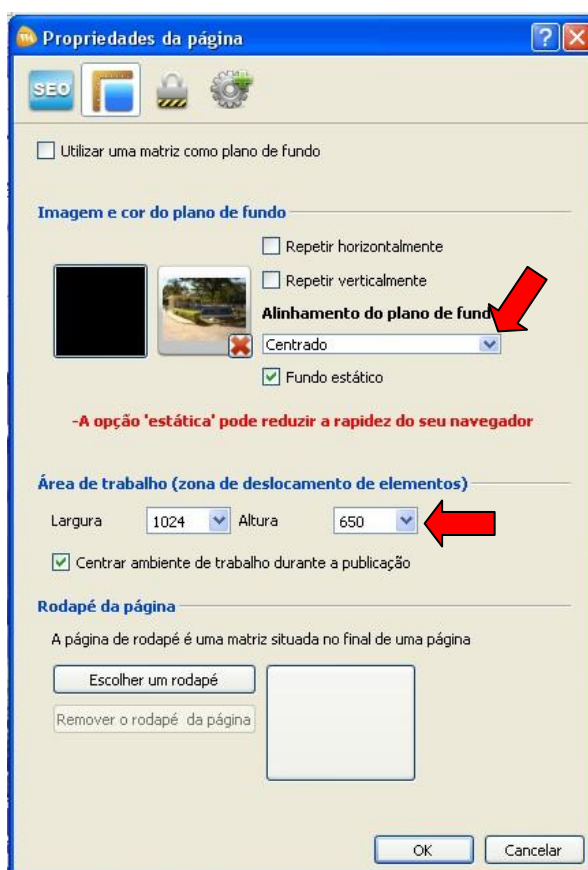 Propriedades da página
SEO
Utilizar uma matriz como plano de fundo
Imagem e cor do plano de fundo
Repetir horizontalmente
Repetir verticalmente
Alinhamento do plano de fund
Centrado
Fundo estático
-A opção 'estática' pode reduzir a rapidez do seu navegador
Área de trabalho (zona de deslocamento de elementos)
Largura 1024 Altura 650
Centrar ambiente de trabalho durante a publicação
Rodapé da página
A página de rodapé é uma matriz situada no final de uma página
Escolher um rodapé
Remover o rodapé da página
OK Cancelar